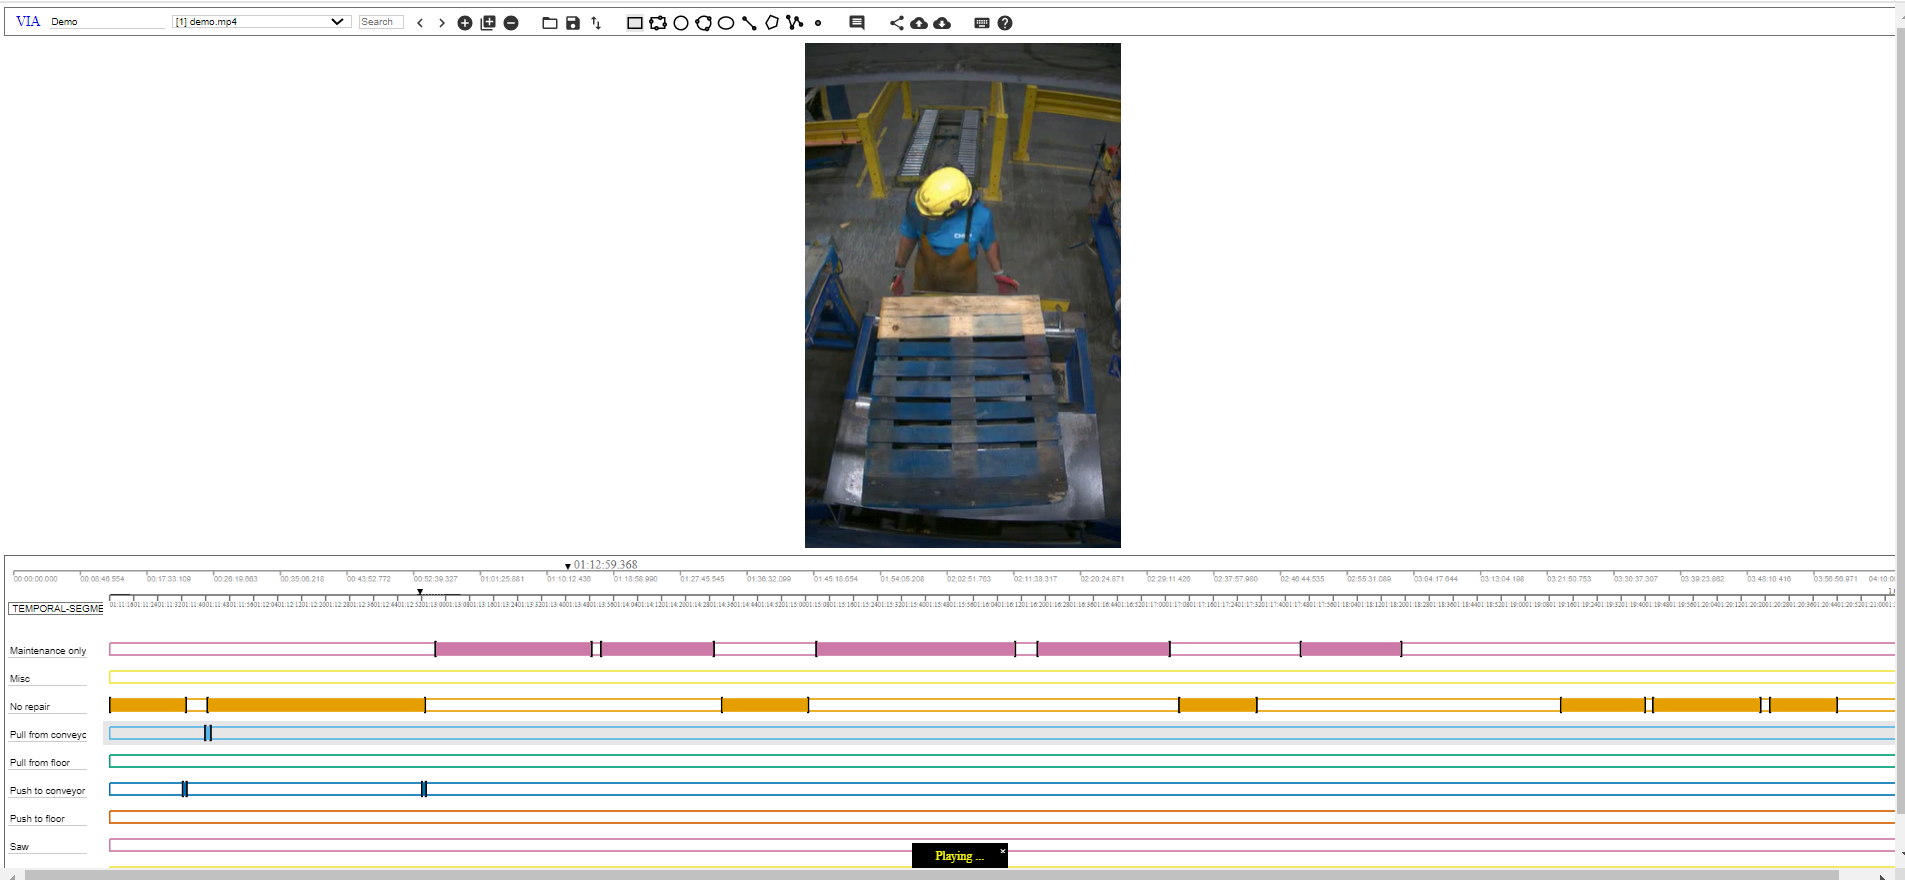 VIA Demo [1] demo.mp4 Search
01:12:59.368
00:00:00.000 00:08:46.554 00:17:33.109 00:26:19.663 00:35:06.218 00:43:52.772 00:52:39.327 01:01:25.881 01:10:12.436 01:18:58.990 01:27:45.545 01:36:32.099 01:45:18.654 01:54:05.208 02:02:51.763 02:11:38.317 02:20:24.871 02:29:11.426 02:37:57.980 02:46:44.535 02:55:31.089 03:04:17.644 03:13:04.198 03:21:50.753 03:30:37.307 03:39:23.862 03:48:10.416 03:56:56.971 04:10:0
TEMPORAL-SEGME
Maintenance only
Misc
No repair
Pull from conveyc
Pull from floor
Push to conveyor
Push to floor
Saw
Playing ...